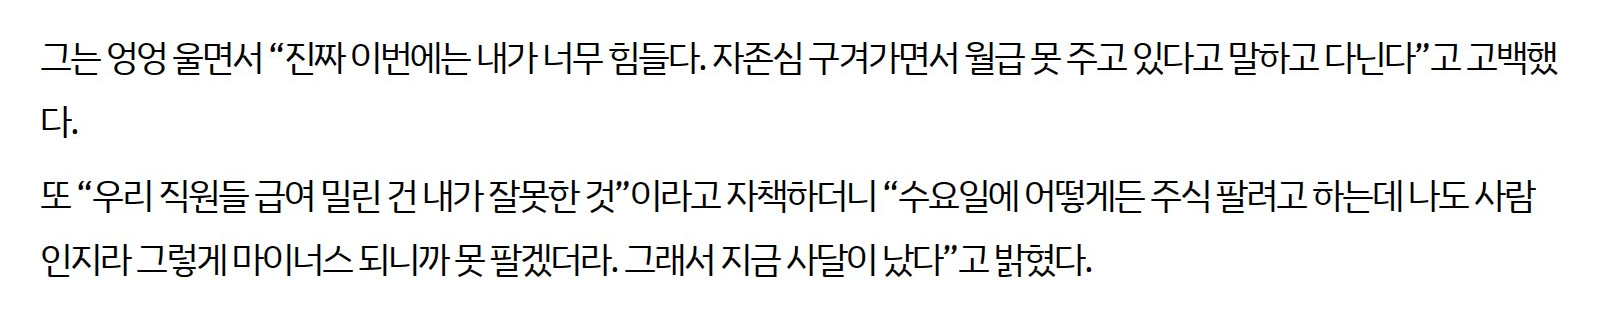 그는 엉엉 울면서 “진짜 이번에는 내가 너무 힘들다. 자존심 구겨가면서 월급 못 주고 있다고 말하고 다닌다”고 고백했
다.
또 “우리 직원들 급여 밀린 건 내가 잘못한 것”이라고 자책하더니 “수요일에 어떻게든 주식 팔려고 하는데 나도 사람
인지라 그렇게 마이너스 되니까 못 팔겠더라. 그래서 지금 사달이 났다”고 밝혔다.